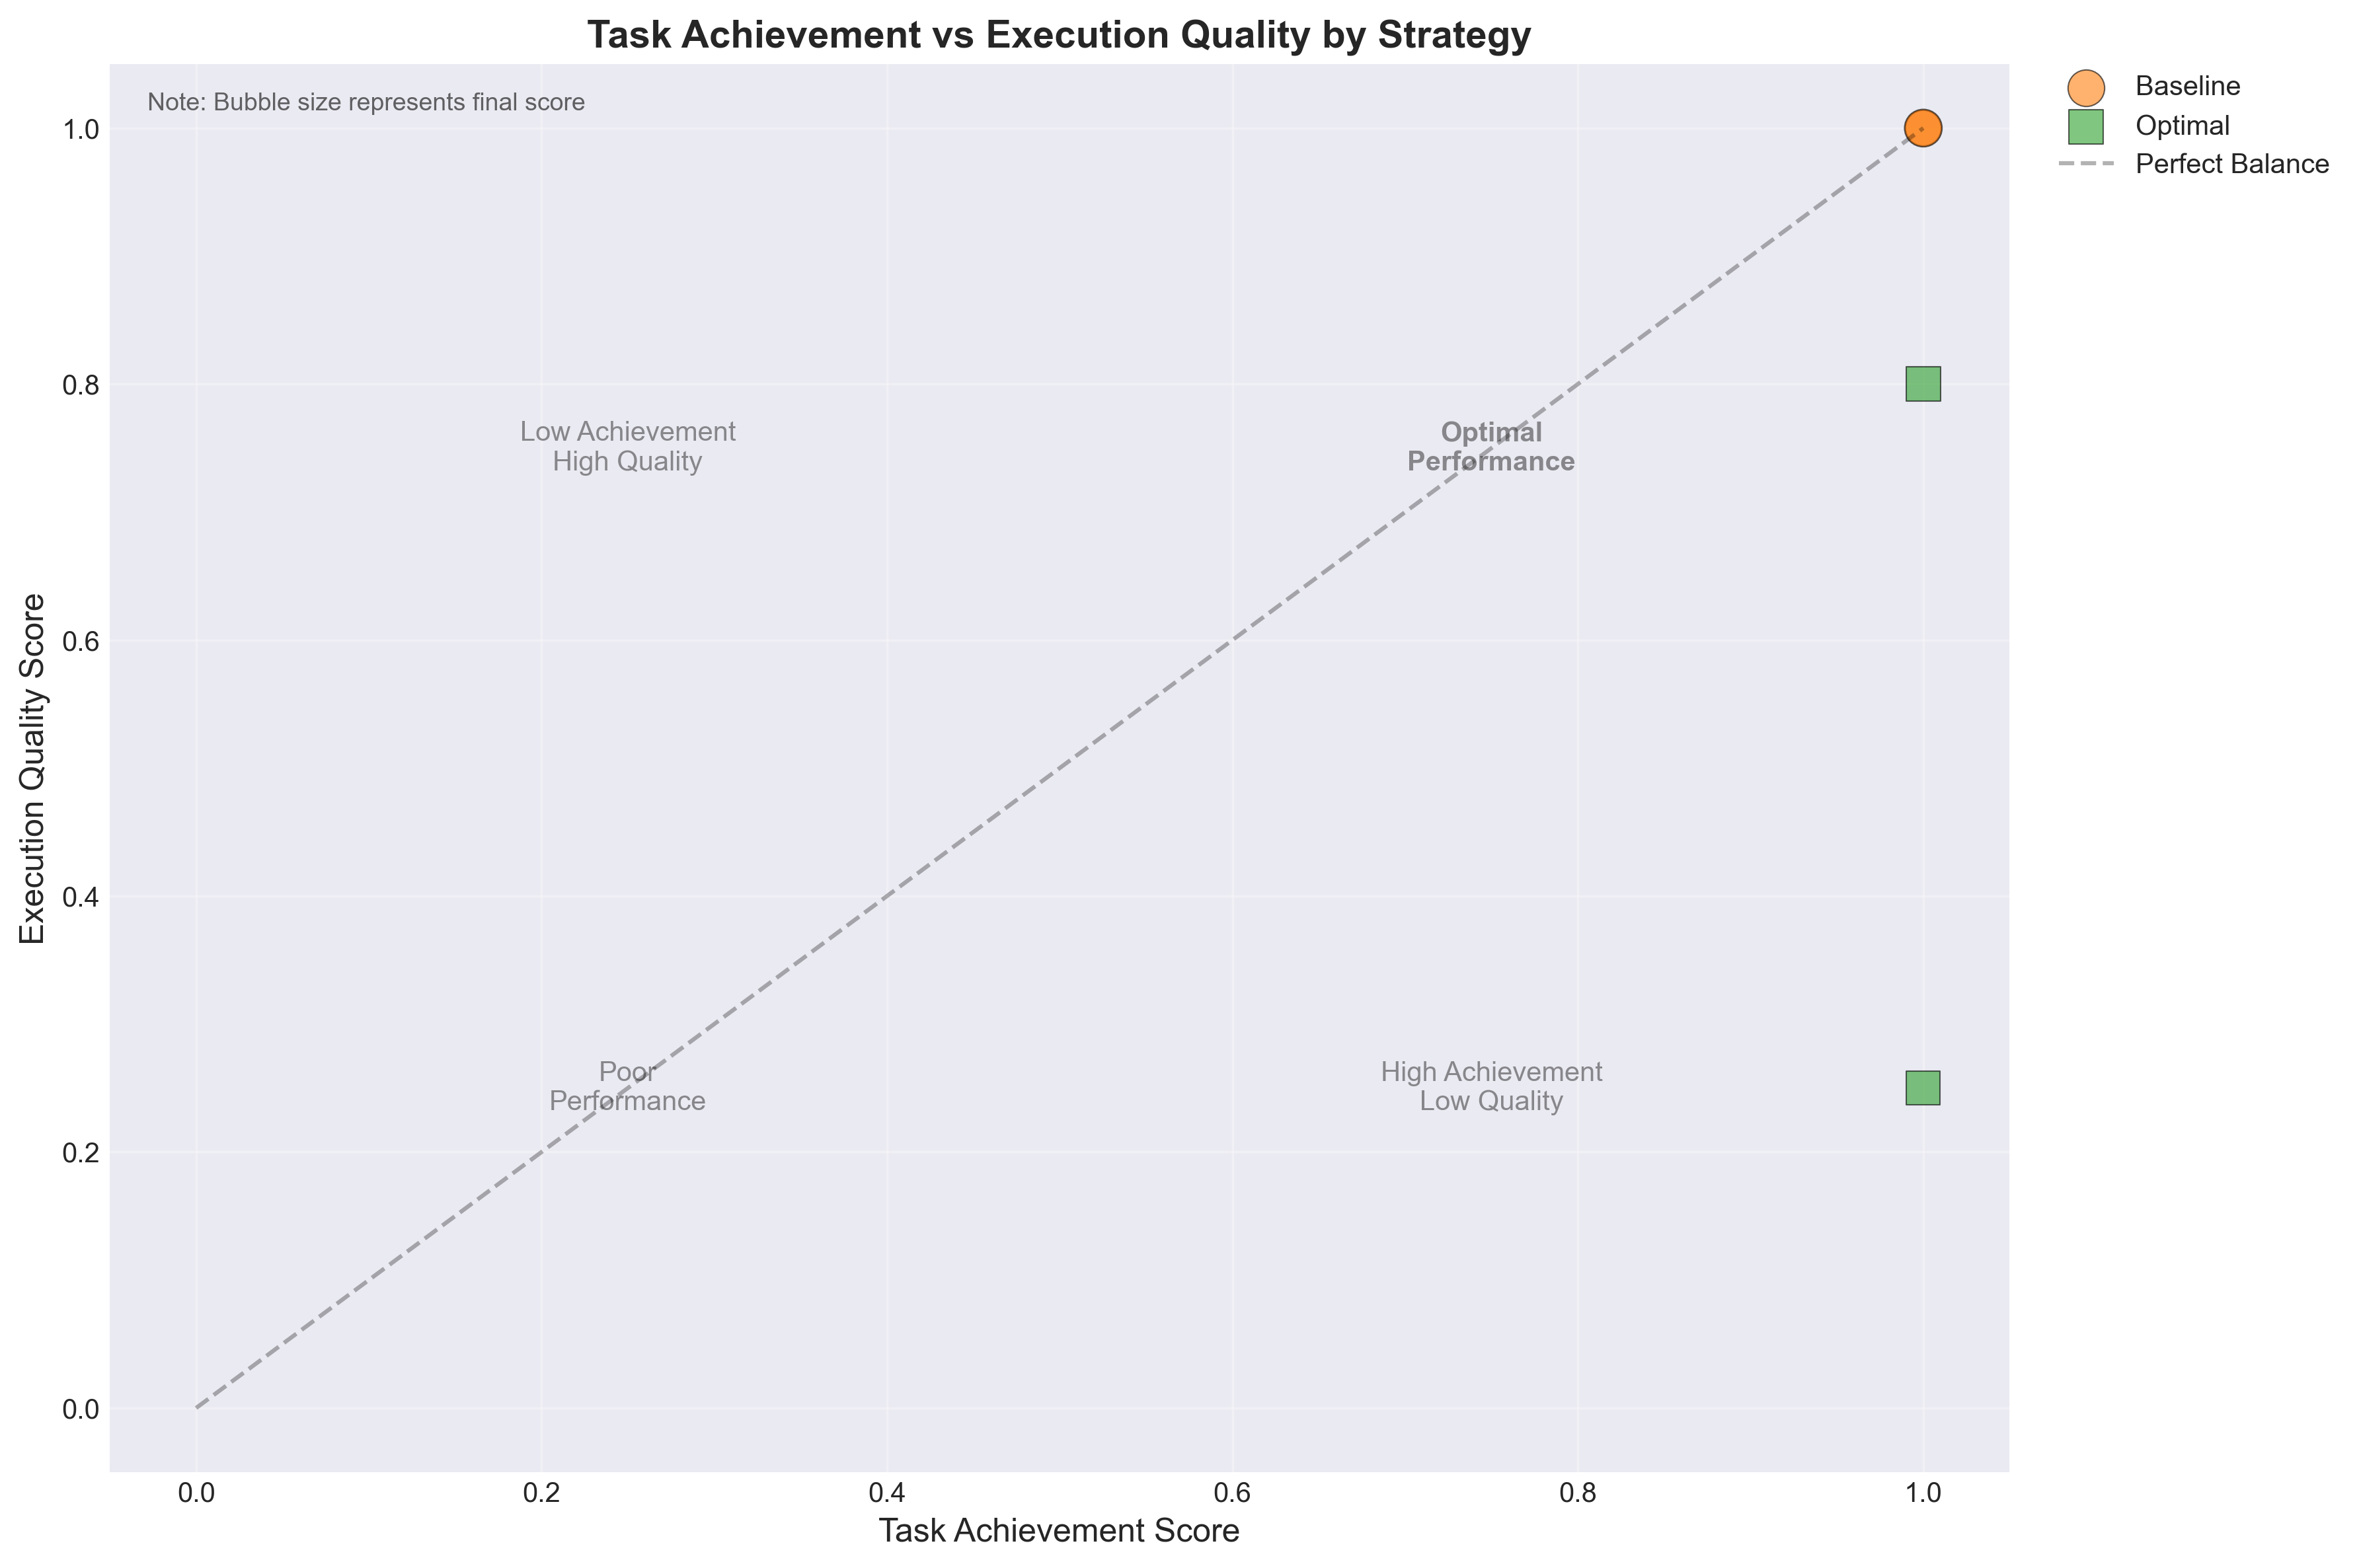 Task Achievement vs Execution Quality by Strategy
Note: Bubble size represents final score
Baseline
Optimal
Perfect Balance
Execution Quality Score
1.0
0.8
0.6
0.4
0.2
0.0
Low Achievement
High Quality
Optimal
Performance
Poor
Performance
High Achievement
Low Quality
0.0 0.2 0.4 0.6 0.8 1.0
Task Achievement Score